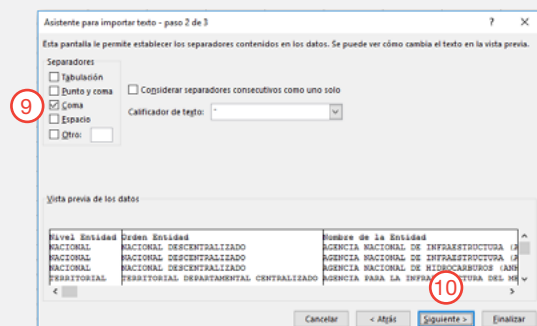 Asistente para importar texto - paso 2 de 3 ? ×
Esta pantalla le permite establecer los separadores contenidos en los datos. Se puede ver cómo cambia el texto en la vista previa.
Separadores
Tabulación
Punto y coma
Considerar separadores consecutivos como uno solo
9
Coma
Calificador de texto: "
Espacio
Otro:
Vista previa de los datos
Nivel Entidad Orden Entidad Nombre de la Entidad
NACIONAL NACIONAL DESCENTRALIZADO AGENCIA NACIONAL DE INFRAESTRUCTURA (A
NACIONAL NACIONAL DESCENTRALIZADO AGENCIA NACIONAL DE INFRAESTRUCTURA (A
NACIONAL NACIONAL DESCENTRALIZADO AGENCIA NACIONAL DE HIDROCARBUROS (ANH
TERRITORIAL TERRITORIAL DEPARTAMENTAL CENTRALIZADO AGENCIA PARA LA INFRA CTURA DEL ME
10
Cancelar < Atrás Siguiente > Finalizar